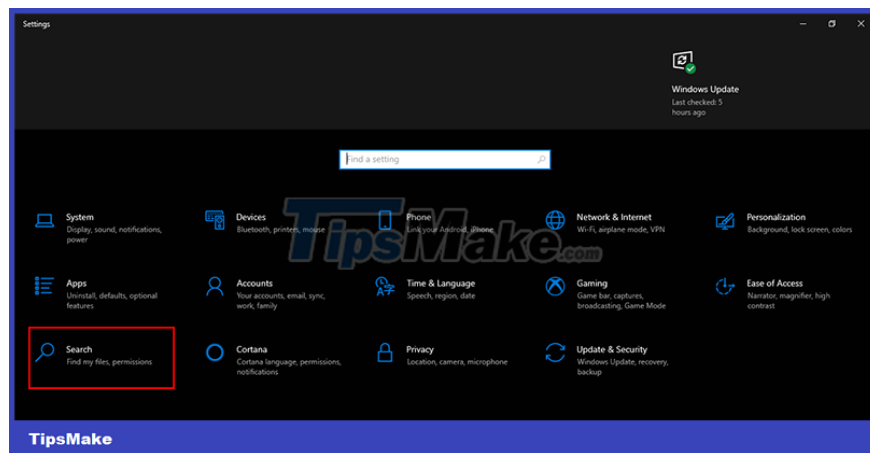 Settings
Windows Update
Last checked: 5
hours ago
Find a setting
System
Display, sound, notifications,
power
Devices
Bluetooth, printers, mouse
Phone
Link your Android, iPhone
Network & Internet
Wi-Fi, airplane mode, VPN
Personalization
Background, lock screen, colors
Apps
Uninstall, defaults, optional
features
Accounts
Your accounts, email, sync,
work, family
Time & Language
Speech, region, date
Gaming
Game bar, captures,
broadcasting, Game Mode
Ease of Access
Narrator, magnifier, high
contrast
Search
Find my files, permissions
Cortana
Cortana language, permissions,
notifications
Privacy
Location, camera, microphone
Update & Security
Windows Update, recovery,
backup
TipsMake.com
TipsMake